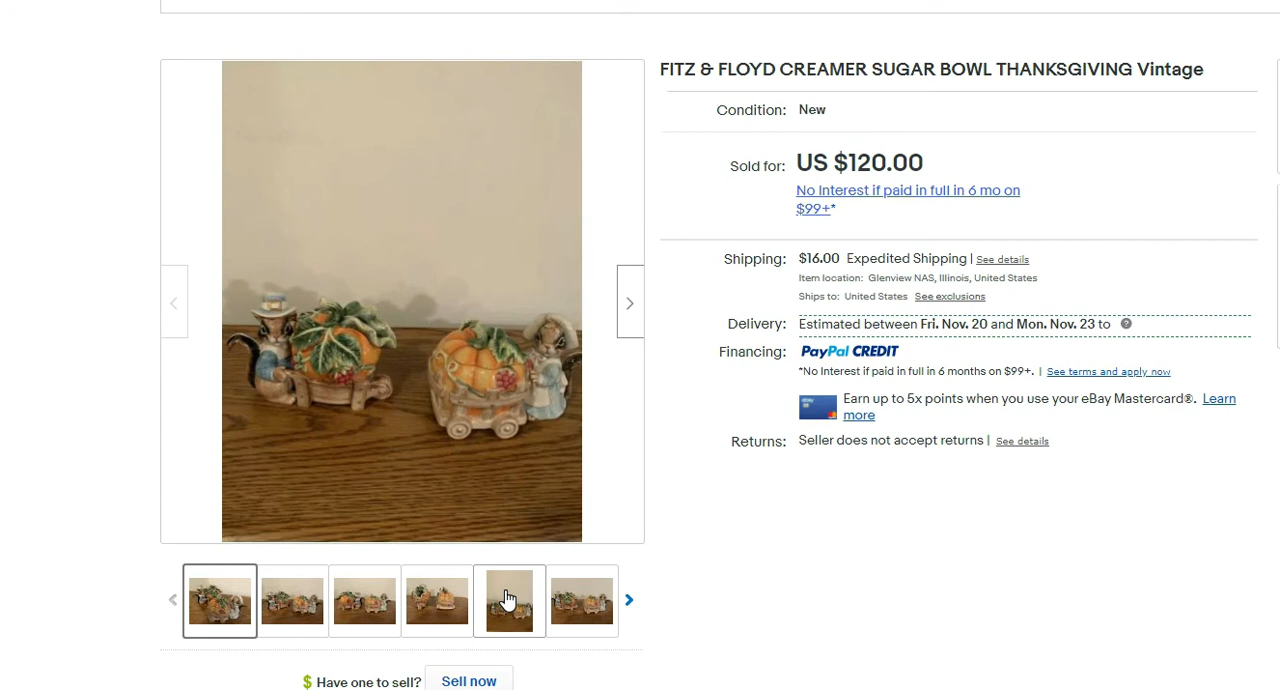 FITZ & FLOYD CREAMER SUGAR BOWL THANKSGIVING Vintage
Condition: New
Sold for: US $120.00
No Interest if paid in full in 6 mo on
$99+*
Shipping: $16.00 Expedited Shipping | See details
Item location: Glenview NAS, Illinois, United States
Ships to: United States See exclusions
Delivery: Estimated between Fri. Nov. 20 and Mon. Nov. 23 to ?
Financing: PayPal CREDIT
*No Interest if paid in full in 6 months on $99+. | See terms and apply now
Earn up to 5x points when you use your eBay Mastercard®. Learn
more
Returns: Seller does not accept returns | See details
$ Have one to sell? Sell now